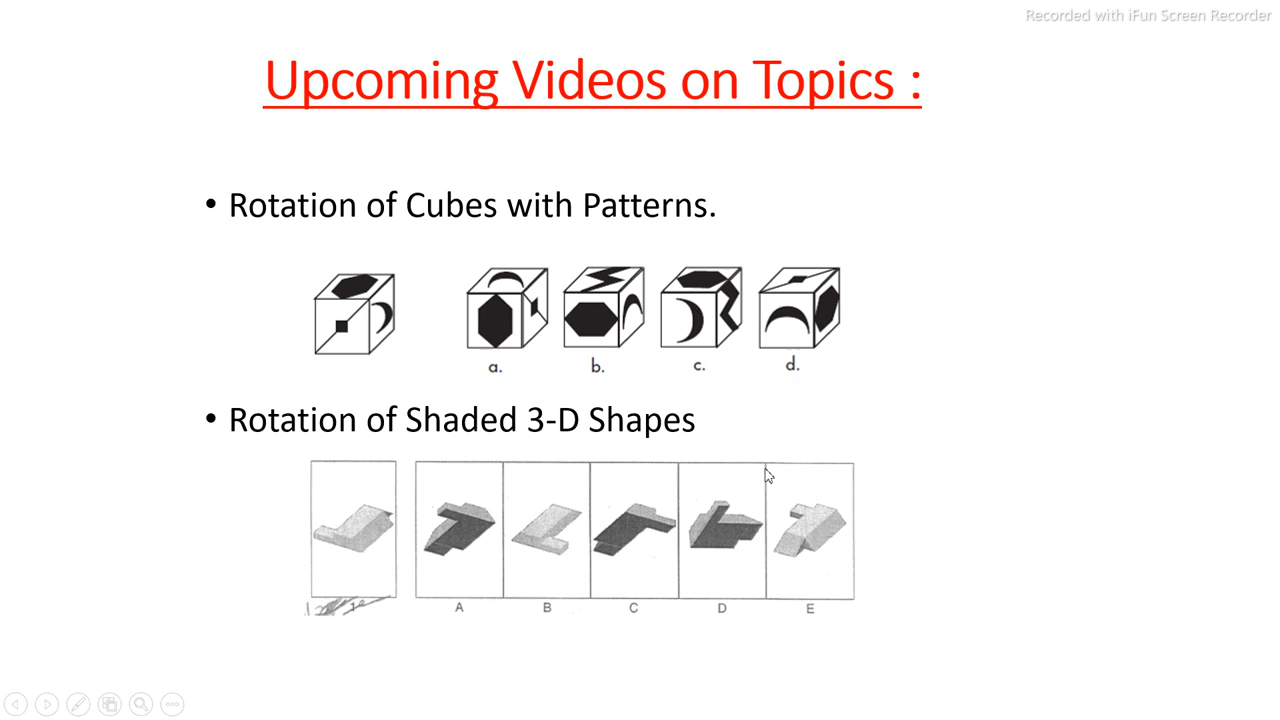 Recorded with iFun Screen Recorder
Upcoming Videos on Topics :
• Rotation of Cubes with Patterns.
a. b. c. d.
• Rotation of Shaded 3-D Shapes
1 A B C D E